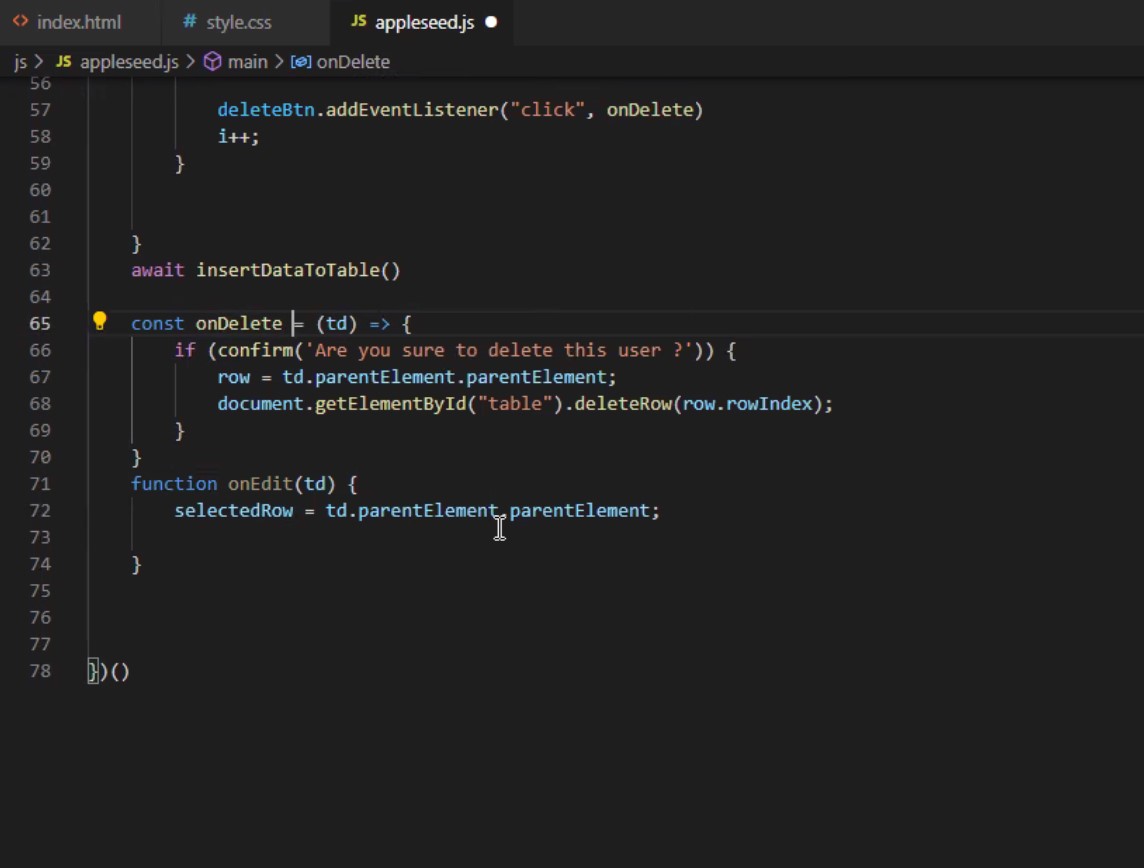 <> index.html
# style.css
JS appleseed.js
js > JS appleseed.js > main > onDelete
56
57 deleteBtn.addEventListener("click", onDelete)
58 i++;
59 }
60
61
62 }
63 await insertDataToTable()
64
65 const onDelete = (td) => {
66 if (confirm('Are you sure to delete this user ?')) {
67 row = td.parentElement.parentElement;
68 document.getElementById("table").deleteRow(row.rowIndex);
69 }
70 }
71 function onEdit(td) {
72 selectedRow = td.parentElement.parentElement;
73
74 }
75
76
77
78 })()